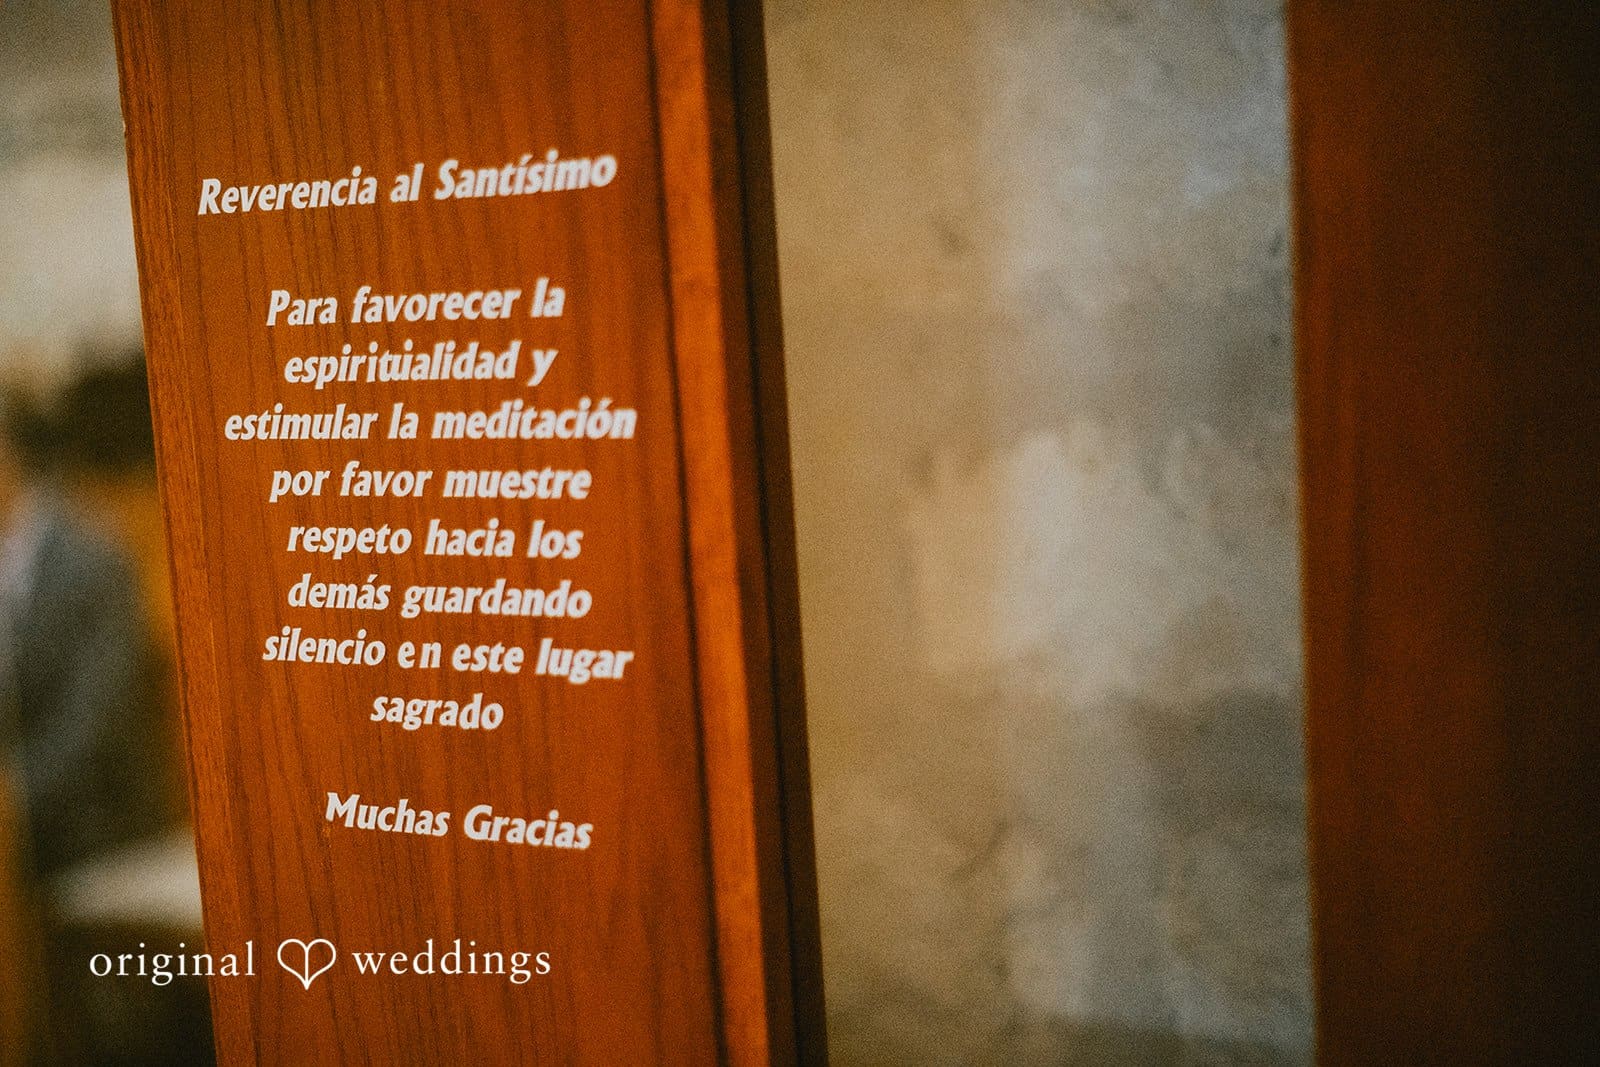 Reverencia al Santísimo
Para favorecer la
espiritualidad y
estimular la meditación
por favor muestre
respeto hacia los
demás guardando
silencio en este lugar
sagrado
Muchas Gracias
original weddings